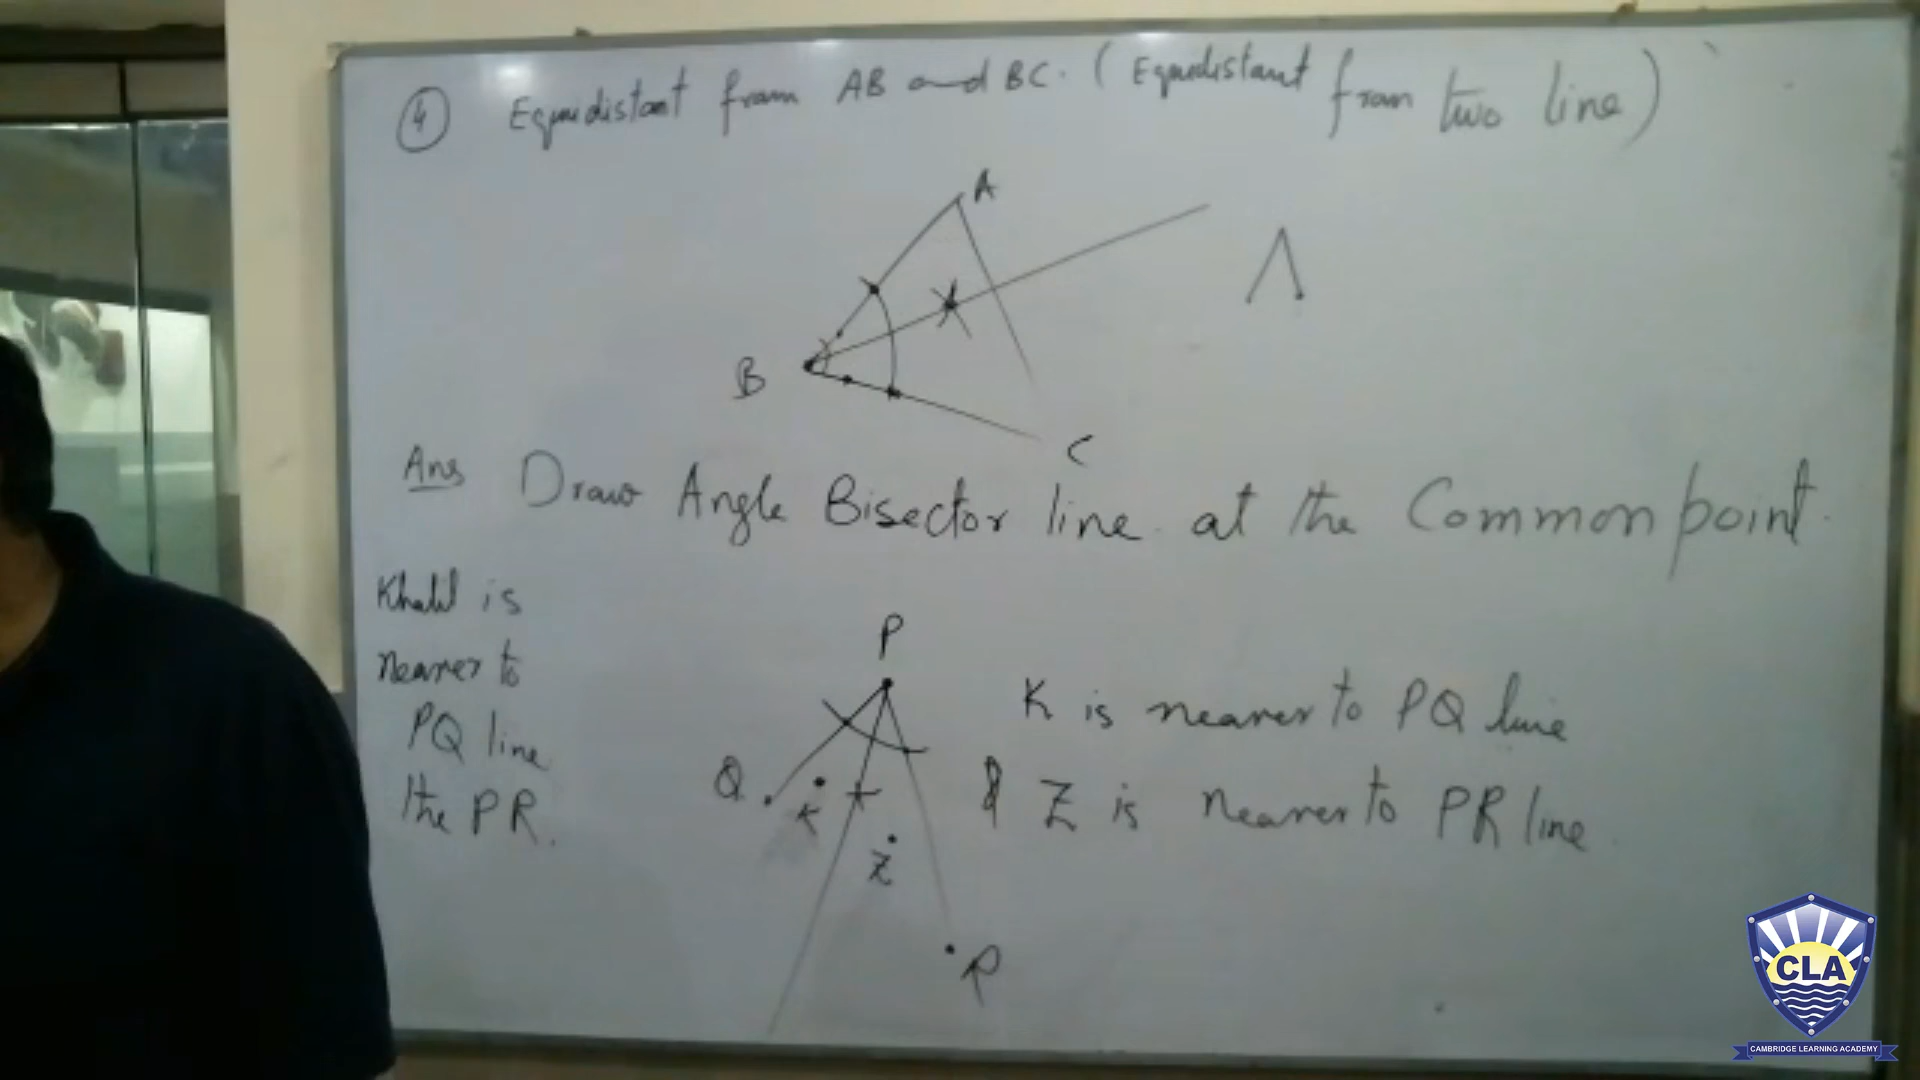 4 Equidistant from AB and BC. (Equidistant from two line)
A
B
C
Ans Draw Angle Bisector line at the Common point.
Khalil is
nearer to
PQ line
the PR.
P
Q
K
Z
R
K is nearer to PQ line
& Z is nearer to PR line
CLA
CAMBRIDGE LEARNING ACADEMY